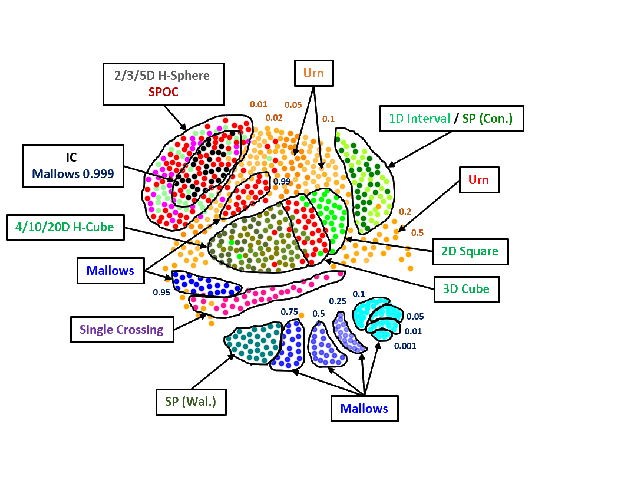 2/3/5D H-Sphere
SPOC
Urn
0.01
0.05
0.02
0.1
1D Interval / SP (Con.)
IC
Mallows 0.999
0.99
Urn
0.2
0.5
4/10/20D H-Cube
2D Square
Mallows
3D Cube
0.95
Single Crossing
0.75
0.5
0.25
0.1
0.05
0.01
0.001
SP (Wal.)
Mallows